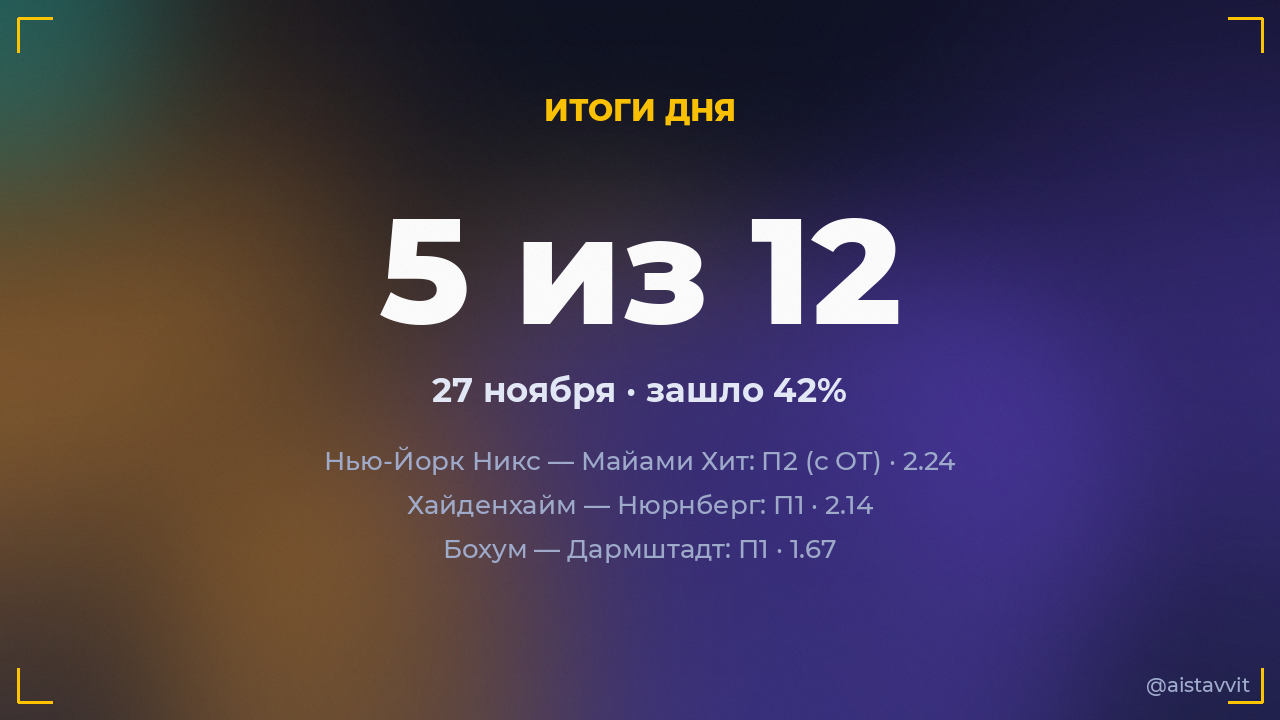 ИТОГИ ДНЯ
5 из 12
27 ноября · зашло 42%
Нью-Йорк Никс — Майами Хит: П2 (с ОТ) · 2.24
Хайденхайм — Нюрнберг: П1 · 2.14
Бохум — Дармштадт: П1 · 1.67
@aistavvit